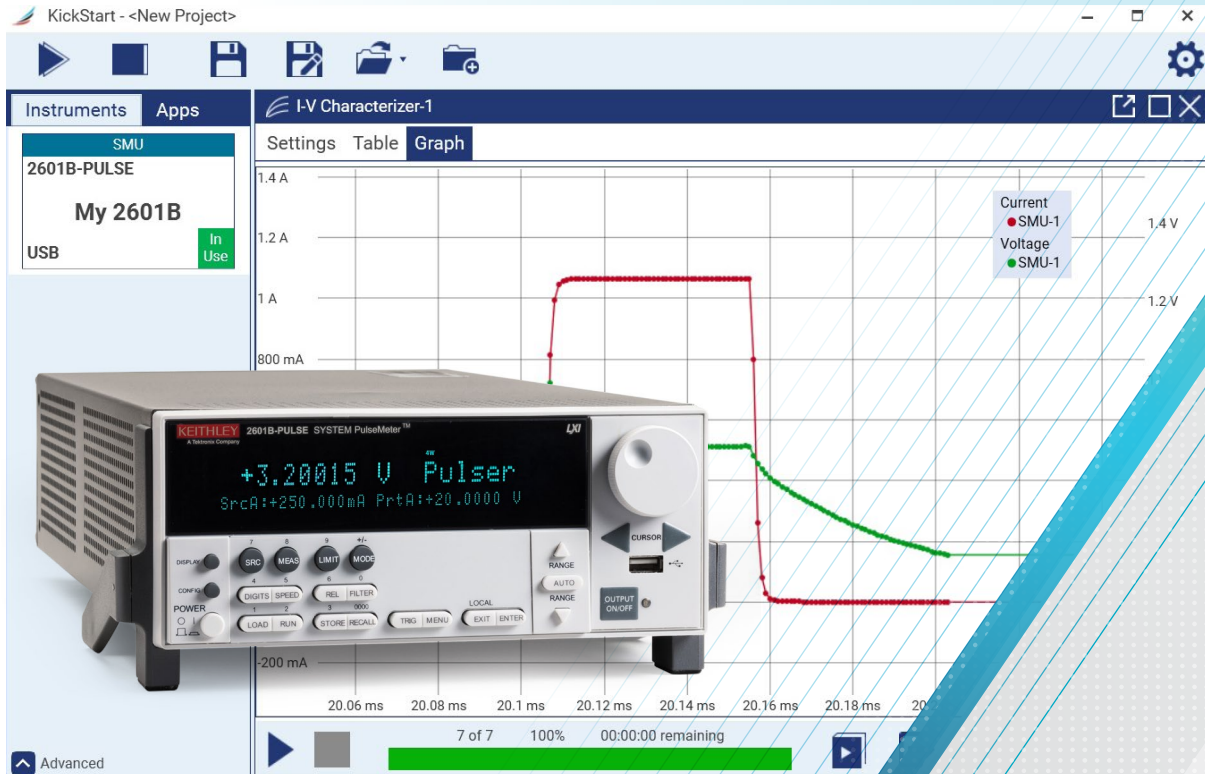 KickStart - <New Project>
Instruments
Apps
SMU
2601B-PULSE
My 2601B
USB
In
Use
I-V Characterizer-1
Settings
Table
Graph
1.4 A
1.2 A
1 A
800 mA
-200 mA
Current
SMU-1
Voltage
SMU-1
1.4 V
1.2 V
20.06 ms
20.08 ms
20.1 ms
20.12 ms
20.14 ms
20.16 ms
20.18 ms
7 of 7
100%
00:00:00 remaining
Advanced
KEITHLEY
A Tektronix Company
2601B-PULSE SYSTEM PulseMeter™
LXI
4W
+3.20015 V Pulser
SrcA:+250.000mA PrtA:+20.0000 V
DISPLAY
CONFIG
POWER
7 8 9 +/-
SRC MEAS LIMIT MODE
4 5 6 0
DIGITS SPEED REL FILTER
1 2 3 0000 LOCAL
LOAD RUN STORE RECALL TRIG MENU EXIT ENTER
RANGE
AUTO
RANGE
CURSOR
OUTPUT
ON/OFF